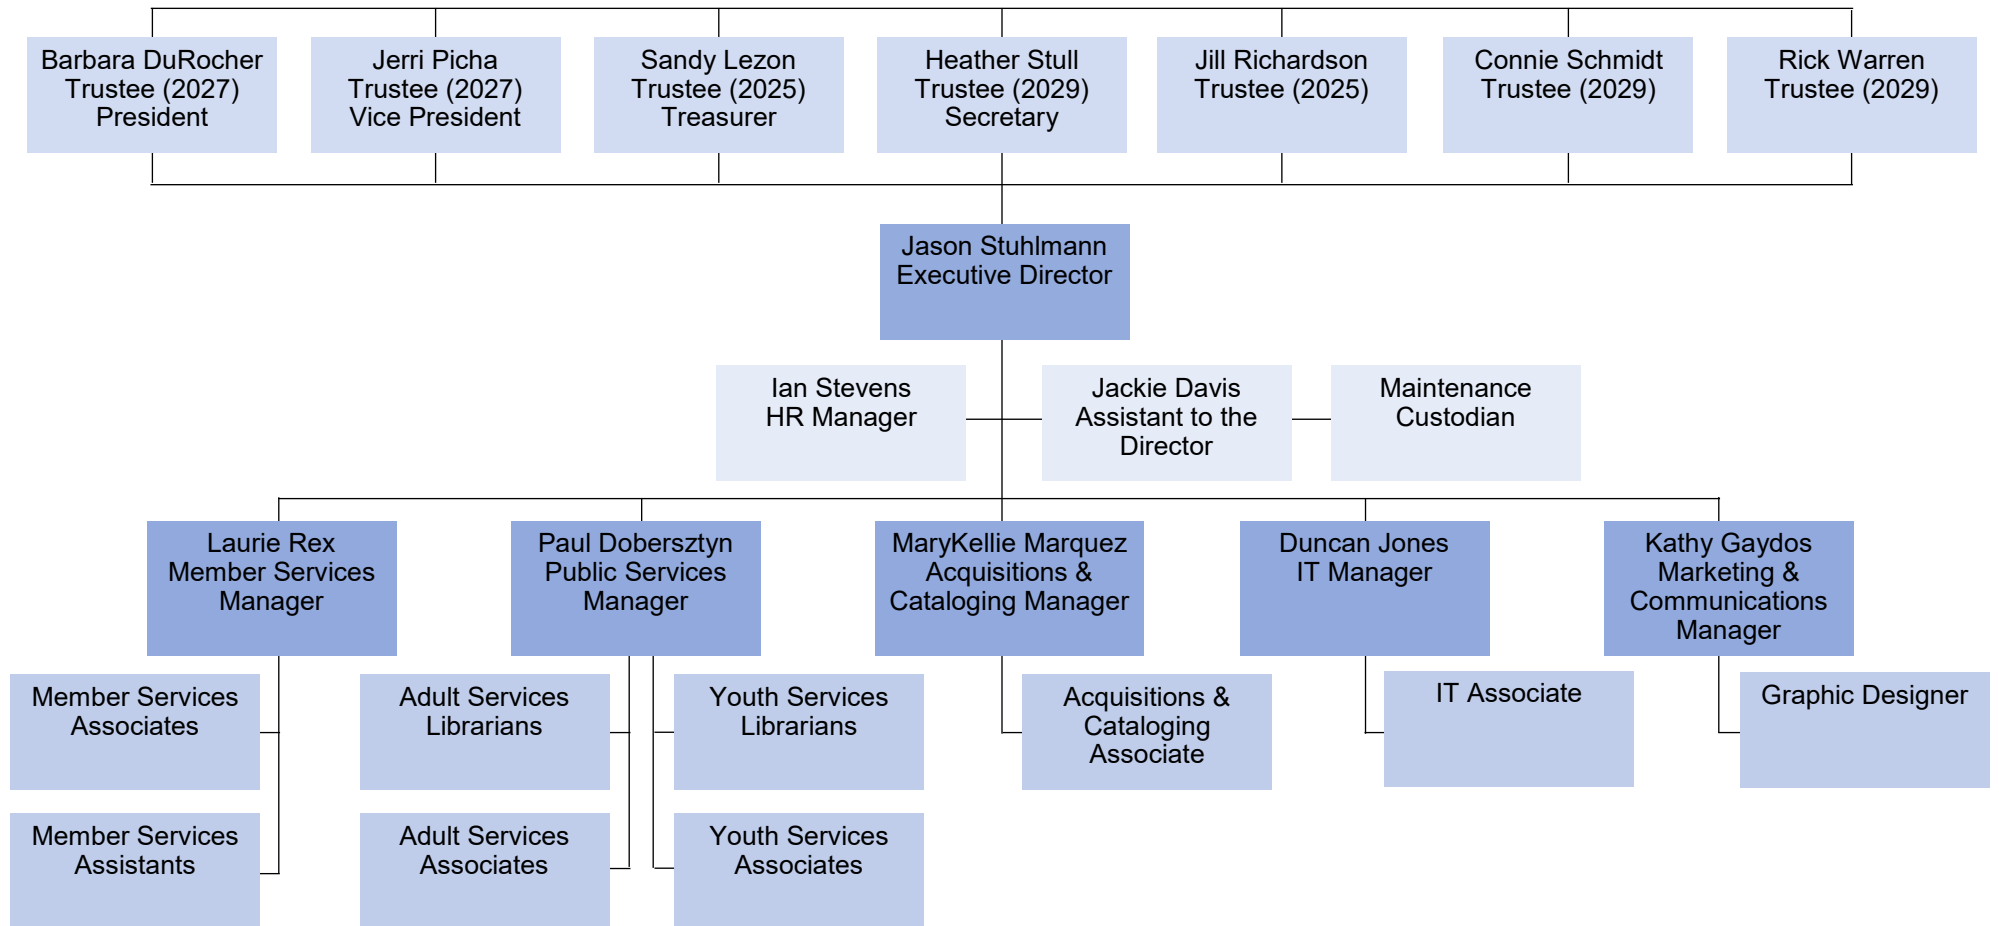 Barbara DuRocher
Trustee (2027)
President
Jerri Picha
Trustee (2027)
Vice President
Sandy Lezon
Trustee (2025)
Treasurer
Heather Stull
Trustee (2029)
Secretary
Jill Richardson
Trustee (2025)
Connie Schmidt
Trustee (2029)
Rick Warren
Trustee (2029)
Jason Stuhlmann
Executive Director
Ian Stevens
HR Manager
Jackie Davis
Assistant to the
Director
Maintenance
Custodian
Laurie Rex
Member Services
Manager
Paul Dobersztyn
Public Services
Manager
MaryKellie Marquez
Acquisitions &
Cataloging Manager
Duncan Jones
IT Manager
Kathy Gaydos
Marketing &
Communications
Manager
Member Services
Associates
Adult Services
Librarians
Youth Services
Librarians
Acquisitions &
Cataloging
Associate
IT Associate
Graphic Designer
Member Services
Assistants
Adult Services
Associates
Youth Services
Associates